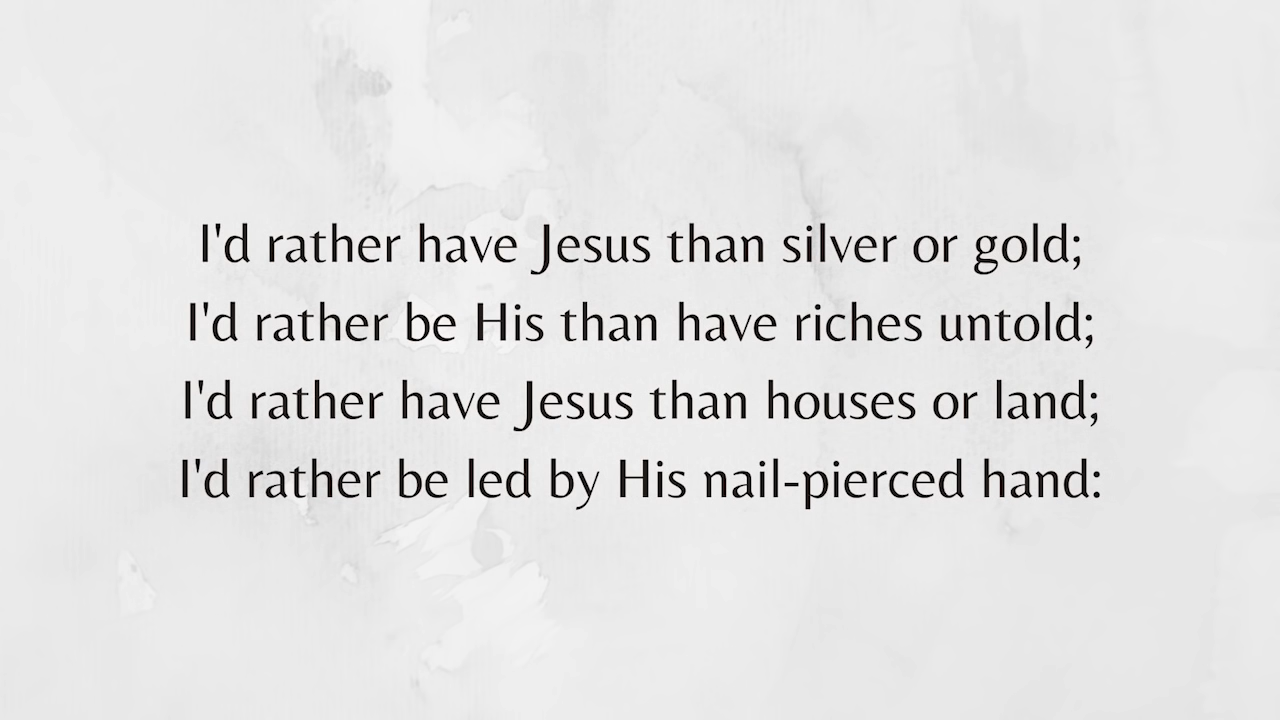 I'd rather have Jesus than silver or gold;
I'd rather be His than have riches untold;
I'd rather have Jesus than houses or land;
I'd rather be led by His nail-pierced hand: